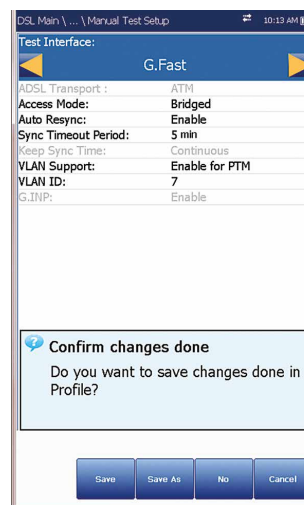 DSL Main \ ... \ Manual Test Setup 10:13 AM
Test Interface:
G.Fast
ADSL Transport : ATM
Access Mode: Bridged
Auto Resync: Enable
Sync Timeout Period: 5 min
Keep Sync Time: Continuous
VLAN Support: Enable for PTM
VLAN ID: 7
G.INP: Enable
Confirm changes done
Do you want to save changes done in
Profile?
Save Save As No Cancel